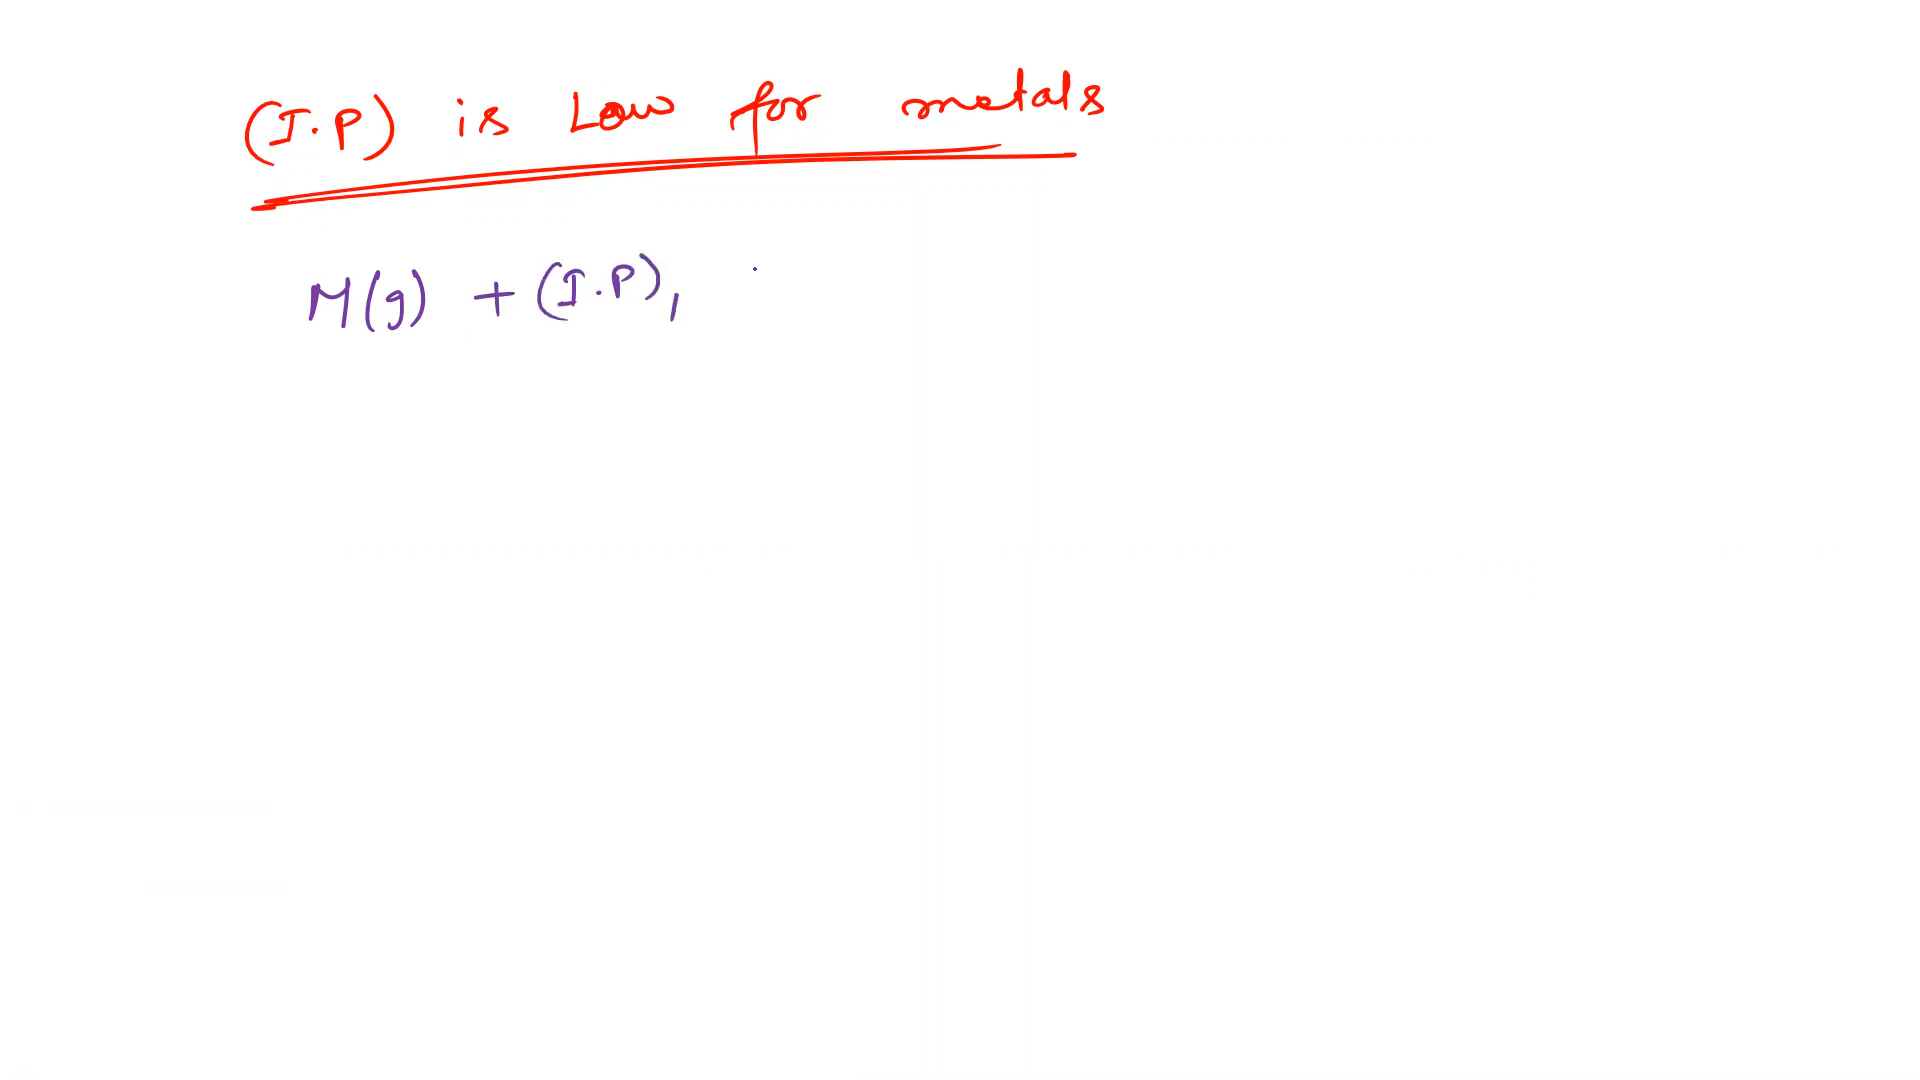 (I.P) is Low for metals
M(g) + (I.P)₁